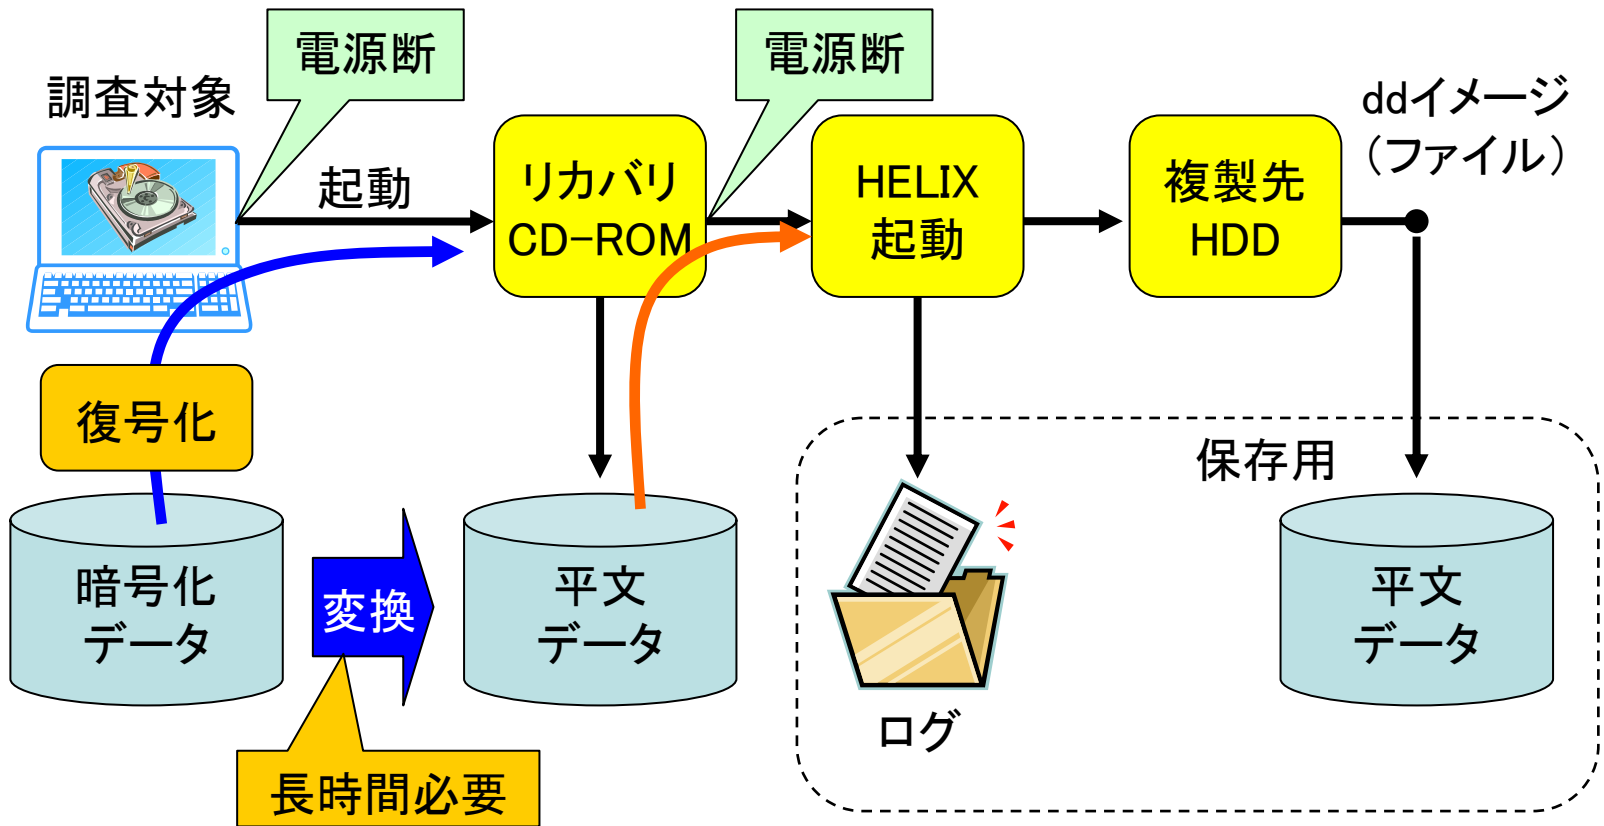 電源断
電源断
調査対象
ddイメージ
（ファイル）
起動
リカバリ
CD-ROM
HELIX
起動
複製先
HDD
復号化
保存用
暗号化
データ
変換
平文
データ
平文
データ
ログ
長時間必要